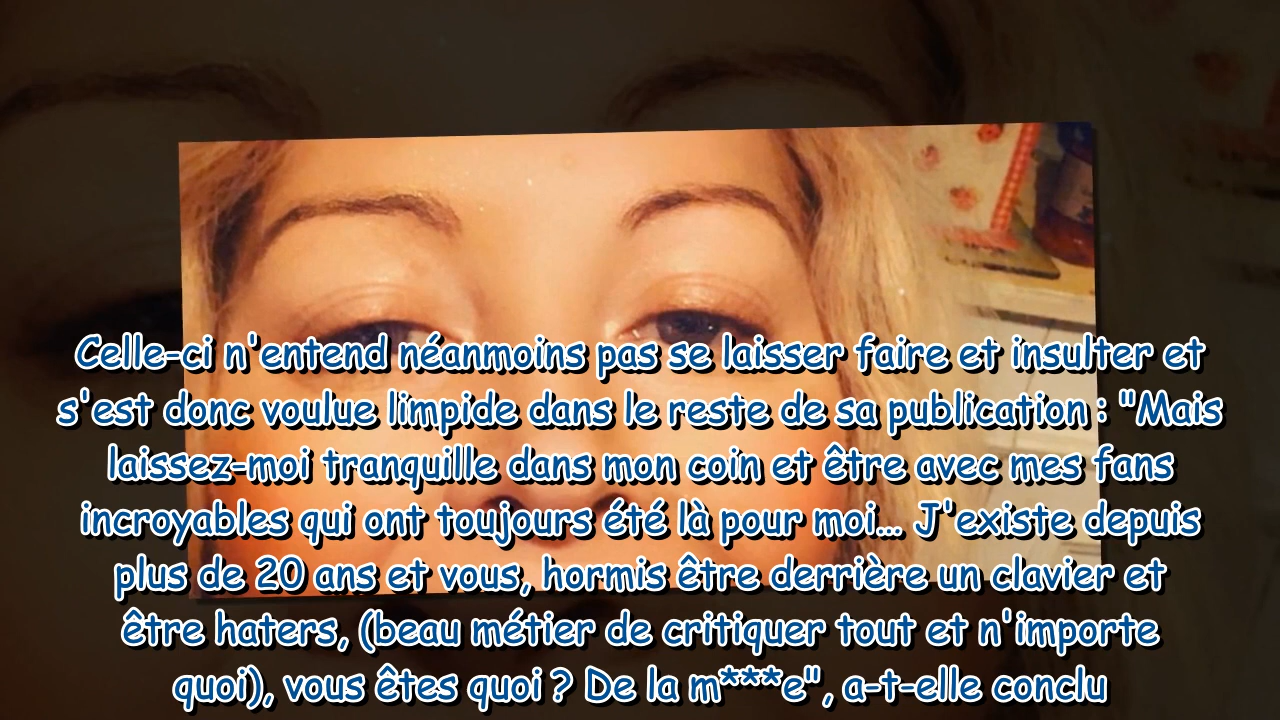 Celle-ci n'entend néanmoins pas se laisser faire et insulter et
s'est donc voulue limpide dans le reste de sa publication : "Mais
laissez-moi tranquille dans mon coin et être avec mes fans
incroyables qui ont toujours été là pour moi... J'existe depuis
plus de 20 ans et vous, hormis être derrière un clavier et
être haters, (beau métier de critiquer tout et n'importe
quoi), vous êtes quoi ? De la m***e", a-t-elle conclu